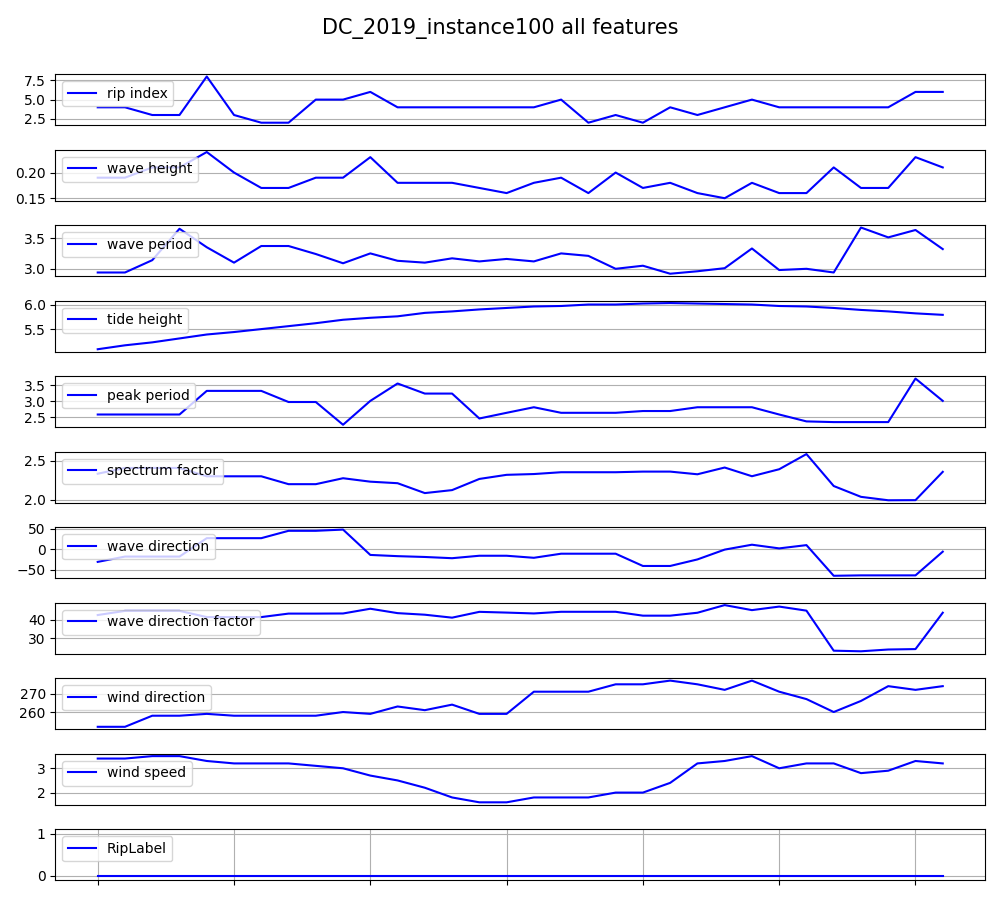 DC_2019_instance100 all features
7.5
5.0
2.5
rip index
0.20
0.15
wave height
3.5
3.0
wave period
6.0
5.5
tide height
3.5
3.0
2.5
peak period
2.5
2.0
spectrum factor
50
0
−50
wave direction
40
30
wave direction factor
270
260
wind direction
3
2
wind speed
1
0
RipLabel